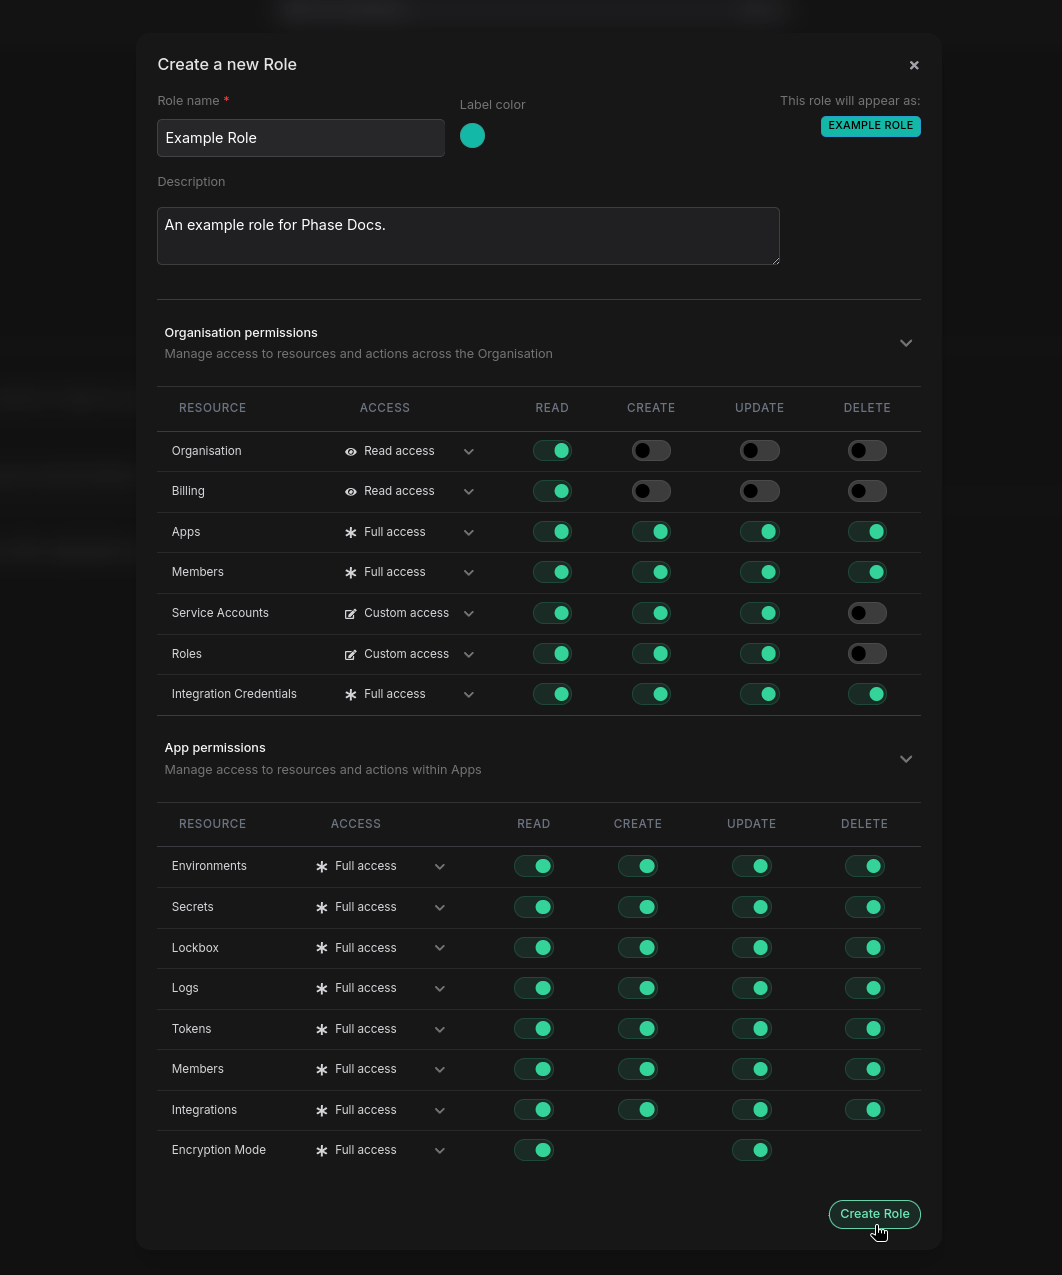 Create a new Role
Role name *
Label color
This role will appear as:
Example Role
EXAMPLE ROLE
Description
An example role for Phase Docs.
Organisation permissions
Manage access to resources and actions across the Organisation
RESOURCE ACCESS READ CREATE UPDATE DELETE
Organisation Read access
Billing Read access
Apps Full access
Members Full access
Service Accounts Custom access
Roles Custom access
Integration Credentials Full access
App permissions
Manage access to resources and actions within Apps
RESOURCE ACCESS READ CREATE UPDATE DELETE
Environments Full access
Secrets Full access
Lockbox Full access
Logs Full access
Tokens Full access
Members Full access
Integrations Full access
Encryption Mode Full access
Create Role